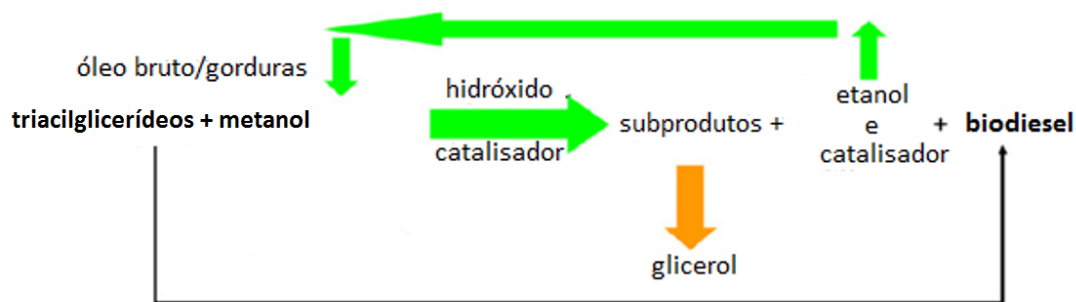 óleo bruto/gorduras
triacilglicerídeos + metanol
hidróxido
catalisador
subprodutos +
etanol
e
catalisador
+ biodiesel
glicerol